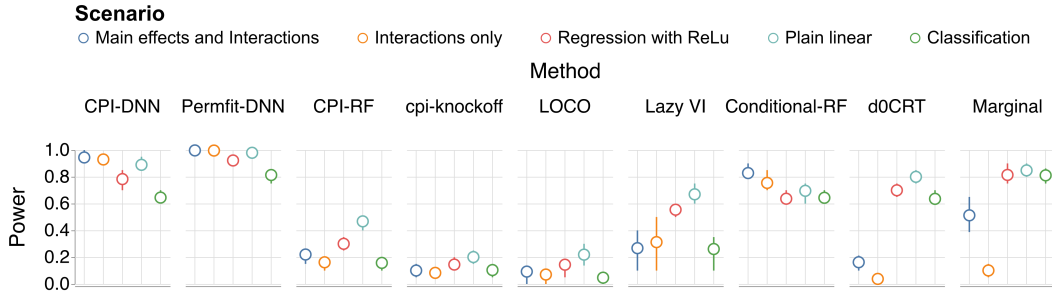 Scenario
Main effects and Interactions Interactions only Regression with ReLu Plain linear Classification
Method
CPI-DNN Permfit-DNN CPI-RF cpi-knockoff LOCO Lazy VI Conditional-RF d0CRT Marginal
Power
1.0
0.8
0.6
0.4
0.2
0.0